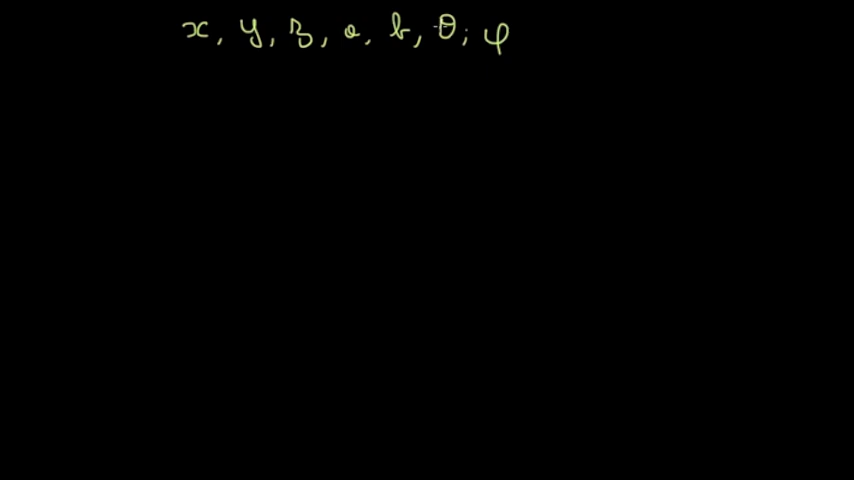 x, y, z, a, b, θ; φ